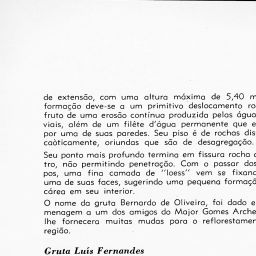 de extensão, com uma altura máxima de 5,40 m
formação deve-se a um primitivo deslocamento ro
fruto de uma erosão contínua produzida pelas água
viais, além de um filête d'água permanente que e
por uma de suas paredes. Seu piso é de rochas dis
caòticamente, oriundas que são de desagregação.
Seu ponto mais profundo termina em fissura rocha a
tro, não permitindo penetração. Com o passar dos
pos, uma fina camada de "loess" vem se fixand
uma de suas faces, sugerindo uma pequena formaçã
cárea em seu interior.
O nome da gruta Bernardo de Oliveira, foi dado e
menagem a um dos amigos do Major Gomes Arche
lhe fornecera muitas mudas para o reflorestamen
região.
Gruta Luís Fernandes